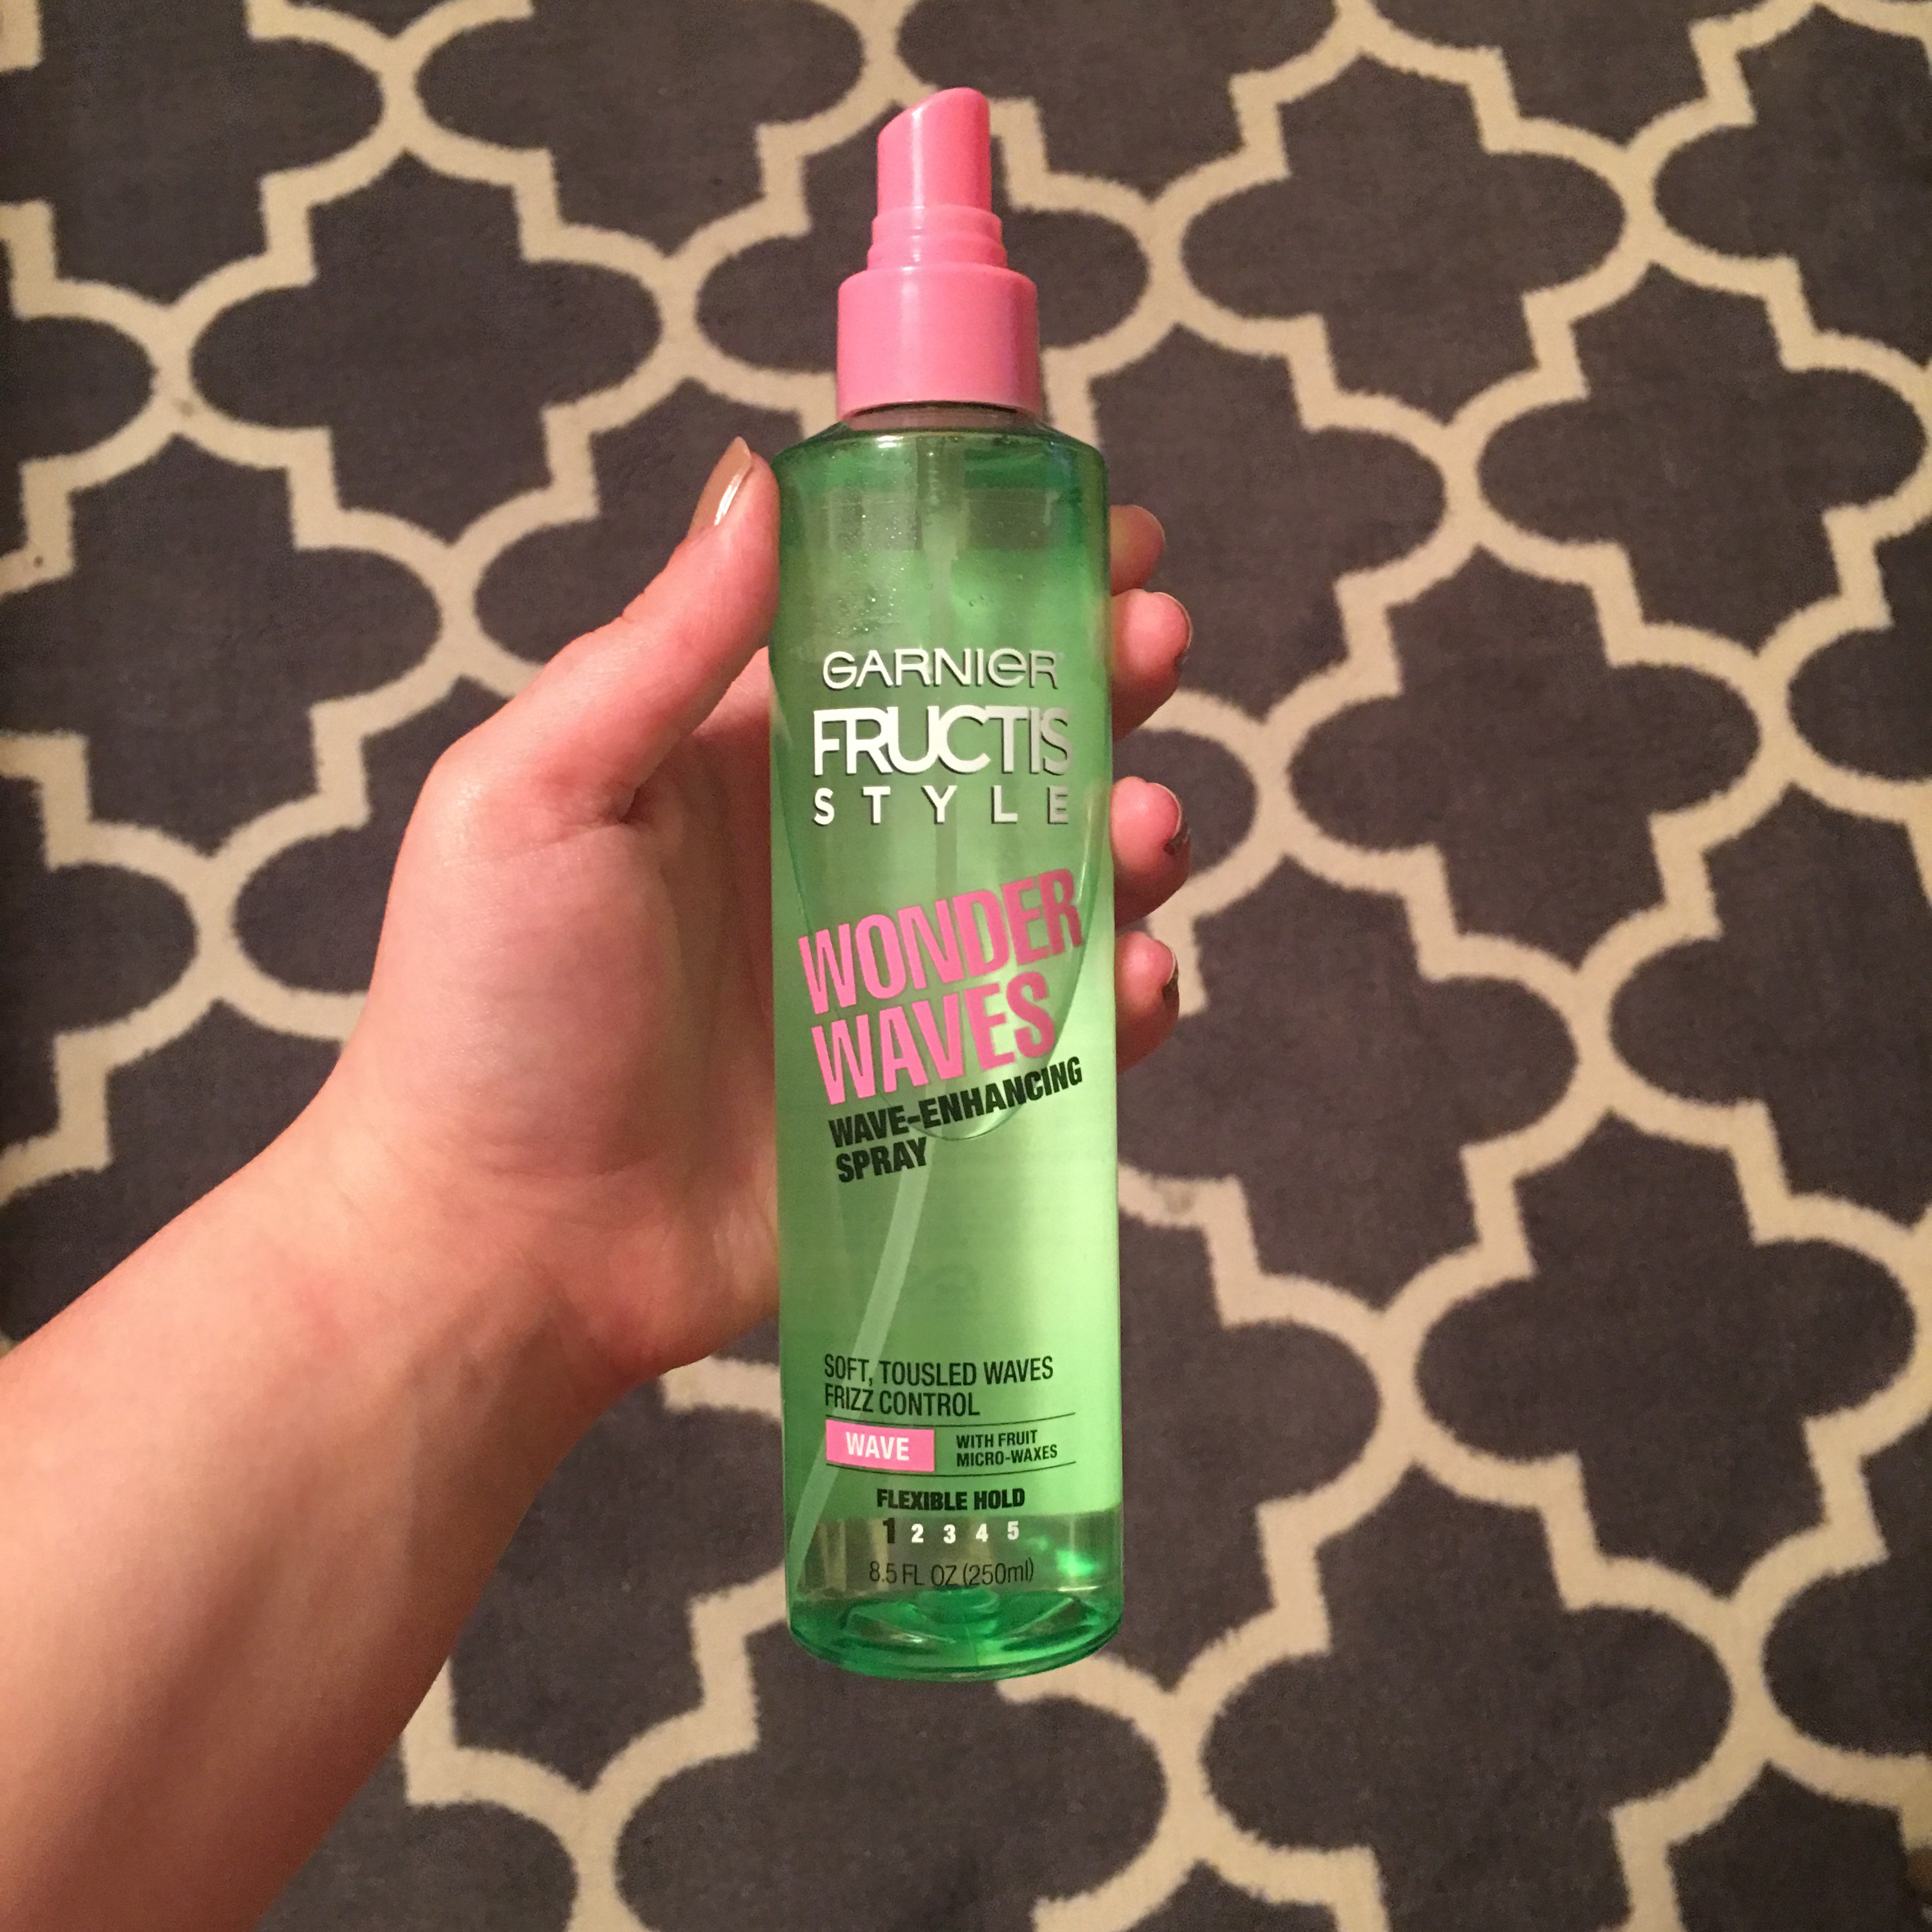 GARNIER
FRUCTIS
STYLE
WONDER
WAVES
WAVE-ENHANCING
SPRAY
SOFT, TOUSLED WAVES
FRIZZ CONTROL
WAVE WITH FRUIT
MICRO-WAXES
FLEXIBLE HOLD
1 2 3 4 5
8.5 FL OZ (250ml)